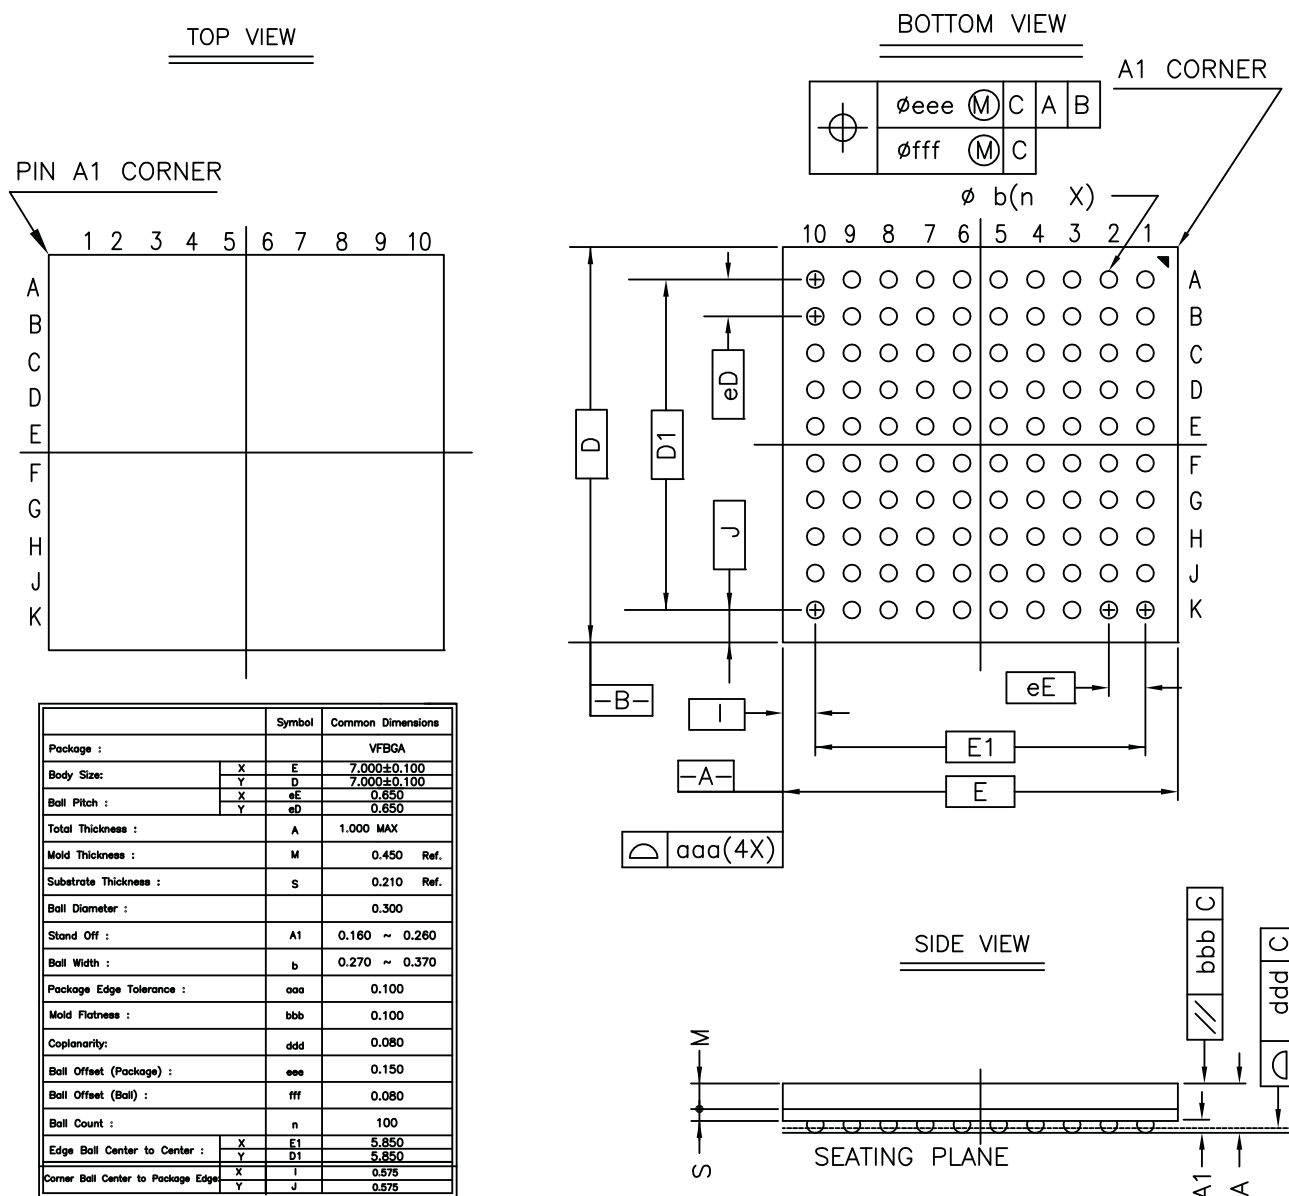 TOP VIEW
PIN A1 CORNER
1 2 3 4 5 6 7 8 9 10
A
B
C
D
E
F
G
H
J
K
BOTTOM VIEW
A1 CORNER
øeee Ⓜ C A B
øfff Ⓜ C
ø b(n X)
10 9 8 7 6 5 4 3 2 1
A
B
C
D
E
F
G
H
J
K
eD
D
D1
J
-B-
I
eE
E1
-A-
E
aaa(4X)
Symbol Common Dimensions
Package : VFBGA
Body Size: X E 7.000±0.100
Y D 7.000±0.100
Ball Pitch : X eE 0.650
Y eD 0.650
Total Thickness : A 1.000 MAX
Mold Thickness : M 0.450 Ref.
Substrate Thickness : S 0.210 Ref.
Ball Diameter : 0.300
Stand Off : A1 0.160 ~ 0.260
Ball Width : b 0.270 ~ 0.370
Package Edge Tolerance : aaa 0.100
Mold Flatness : bbb 0.100
Coplanarity: ddd 0.080
Ball Offset (Package) : eee 0.150
Ball Offset (Ball) : fff 0.080
Ball Count : n 100
Edge Ball Center to Center : X E1 5.850
Y D1 5.850
Corner Ball Center to Package Edge: X I 0.575
Y J 0.575
SIDE VIEW
// bbb C
ddd C
M
S
SEATING PLANE
A1
A